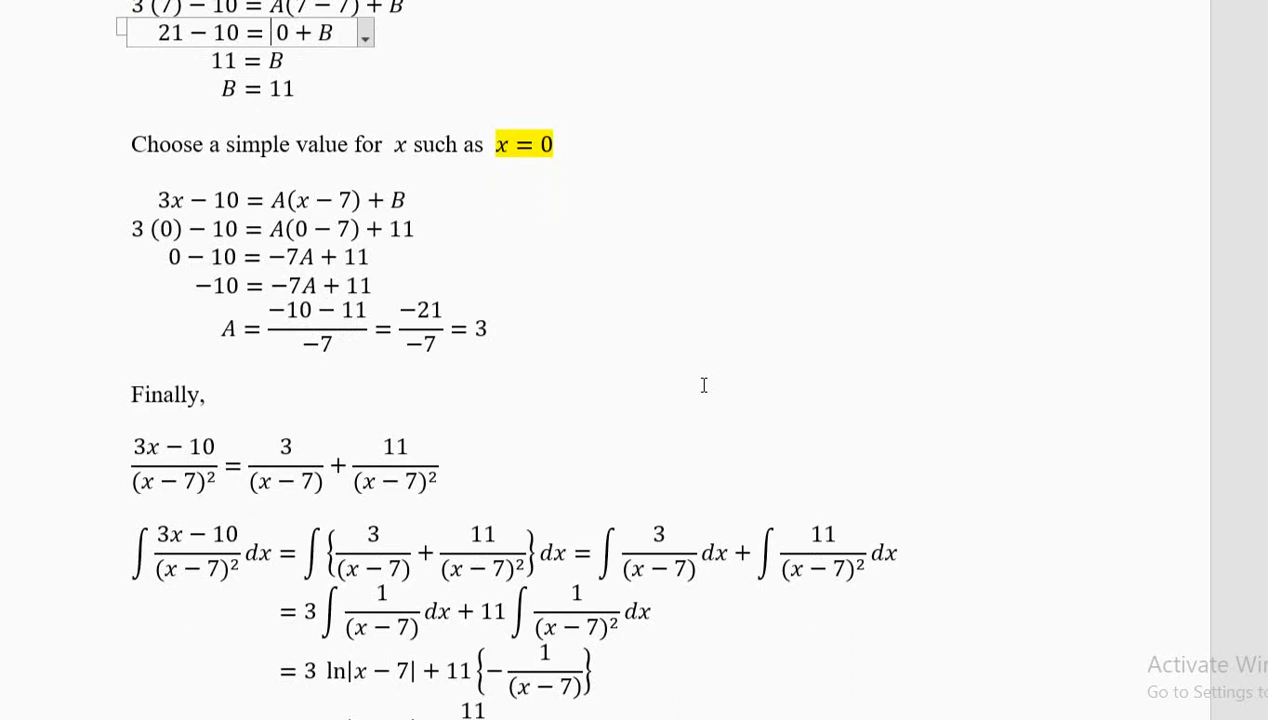 3 (7) − 10 = A(7 − 7) + B
21 − 10 = 0 + B
11 = B
B = 11
Choose a simple value for x such as x = 0
3x − 10 = A(x − 7) + B
3 (0) − 10 = A(0 − 7) + 11
0 − 10 = −7A + 11
−10 = −7A + 11
A = (−10 − 11)/(−7) = (−21)/(−7) = 3
Finally,
(3x − 10)/(x − 7)² = 3/(x − 7) + 11/(x − 7)²
∫ (3x − 10)/(x − 7)² dx = ∫ {3/(x − 7) + 11/(x − 7)²} dx = ∫ 3/(x − 7) dx + ∫ 11/(x − 7)² dx
= 3 ∫ 1/(x − 7) dx + 11 ∫ 1/(x − 7)² dx
= 3 ln|x − 7| + 11 {− 1/(x − 7)}
11
Activate Wi
Go to Settings t